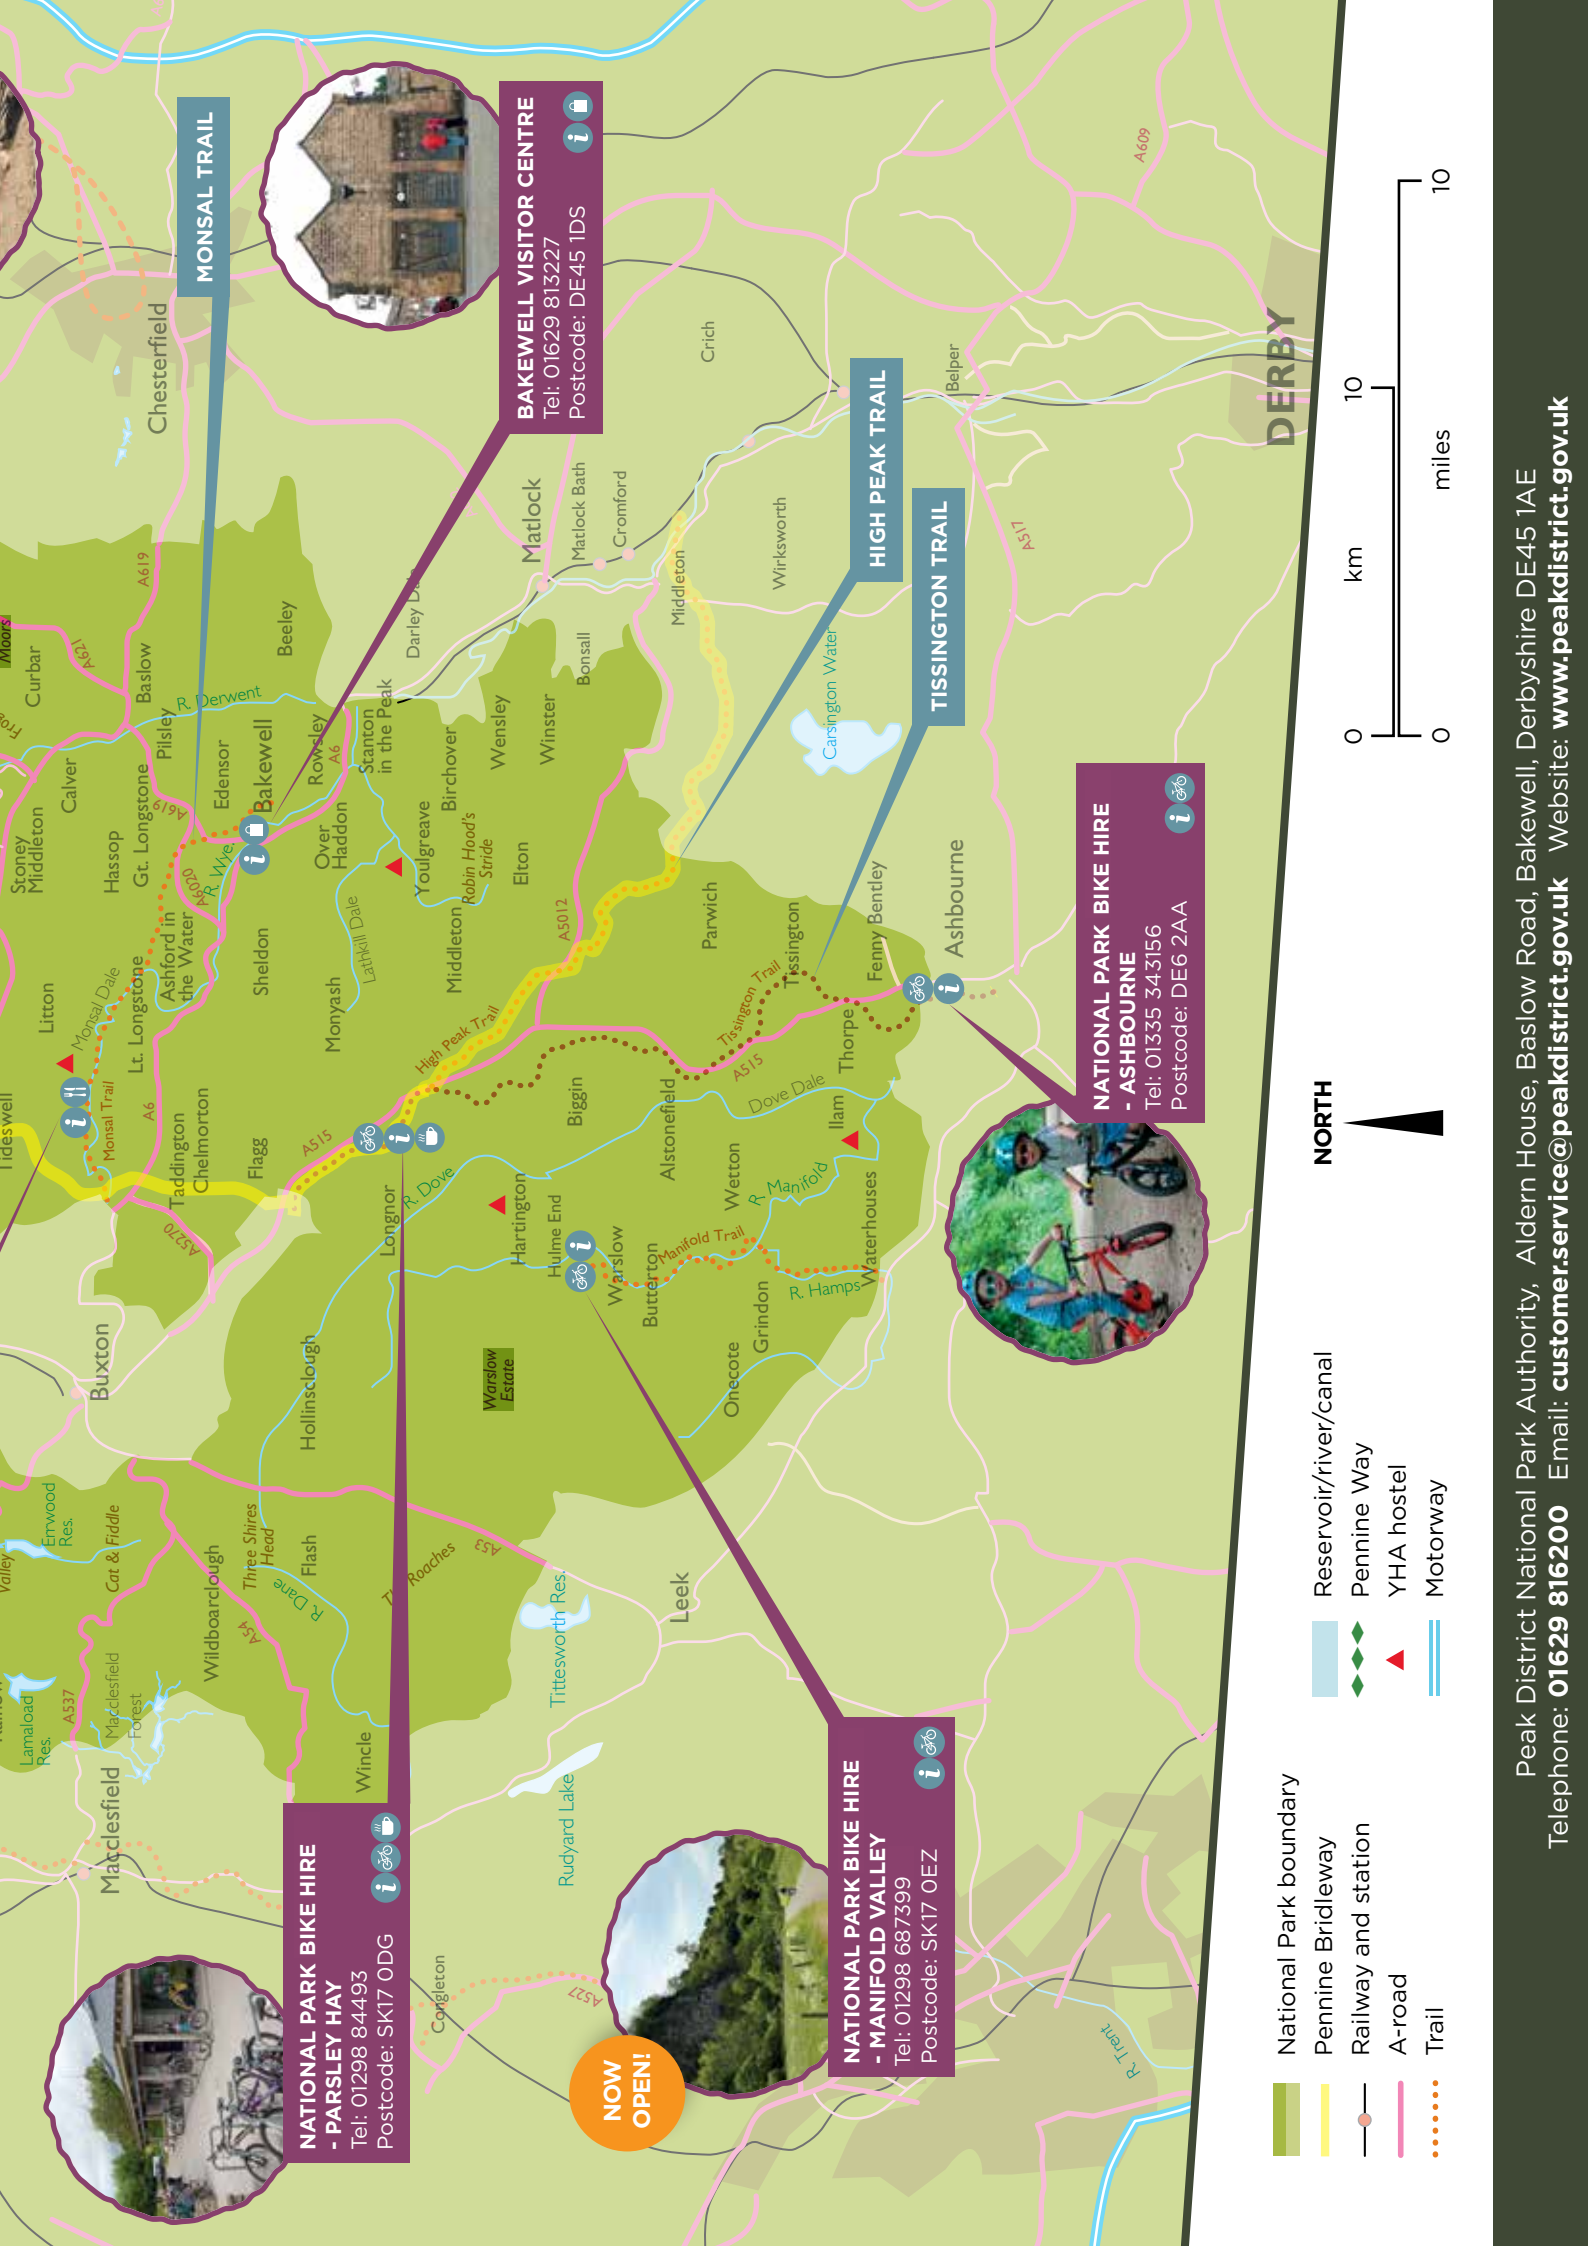 MONSAL TRAIL
BAKEWELL VISITOR CENTRE
Tel: 01629 813227
Postcode: DE45 1DS
HIGH PEAK TRAIL
TISSINGTON TRAIL
NATIONAL PARK BIKE HIRE
- ASHBOURNE
Tel: 01335 343156
Postcode: DE6 2AA
NATIONAL PARK BIKE HIRE
- PARSLEY HAY
Tel: 01298 84493
Postcode: SK17 0DG
NATIONAL PARK BIKE HIRE
- MANIFOLD VALLEY
Tel: 01298 687399
Postcode: SK17 0EZ
NOW
OPEN!
Valley
Lamaload
Res.
Errwood
Res.
Cat & Fiddle
A537
Macclesfield
Forest
Macclesfield
Wildboarclough
A54
Three Shires
Head
R. Dane
Flash
The Roaches
A53
Wincle
Buxton
A5270
Hollinsclough
Longnor
Tideswell
Litton
Monsal Dale
Monsal Trail
Lt. Longstone
A6
Taddington
Chelmorton
Flagg
A515
Moors
Curbar
Calver
Stoney
Middleton
Hassop
Gt. Longstone
A621
A619
Baslow
Pilsley
R. Derwent
A619
A6020
R. Wye
Ashford in
the Water
Edensor
Bakewell
Beeley
Sheldon
Rowsley
A6
Over
Haddon
Monyash
Lathkill Dale
Stanton
in the Peak
Darley Dale
Youlgreave
Birchover
Robin Hood's
Stride
Middleton
Elton
Wensley
Winster
Bonsall
Matlock
Matlock Bath
Cromford
Middleton
Wirksworth
Crich
Belper
Chesterfield
A5012
High Peak Trail
R. Dove
Hartington
Hulme End
Biggin
Warslow
Estate
Warslow
Butterton
Manifold Trail
Grindon
Onecote
R. Hamps
R. Manifold
Waterhouses
Wetton
Alstonefield
Dove Dale
Ilam
Thorpe
A515
Tissington Trail
Tissington
Parwich
Fenny Bentley
Ashbourne
Carsington Water
A517
A609
DERBY
Leek
Tittesworth Res.
Rudyard Lake
Congleton
A527
R. Trent
National Park boundary
Pennine Bridleway
Railway and station
A-road
Trail
Reservoir/river/canal
Pennine Way
YHA hostel
Motorway
NORTH
0 km 10
0 miles 10
Peak District National Park Authority, Aldern House, Baslow Road, Bakewell, Derbyshire DE45 1AE
Telephone: 01629 816200 Email: customer.service@peakdistrict.gov.uk Website: www.peakdistrict.gov.uk